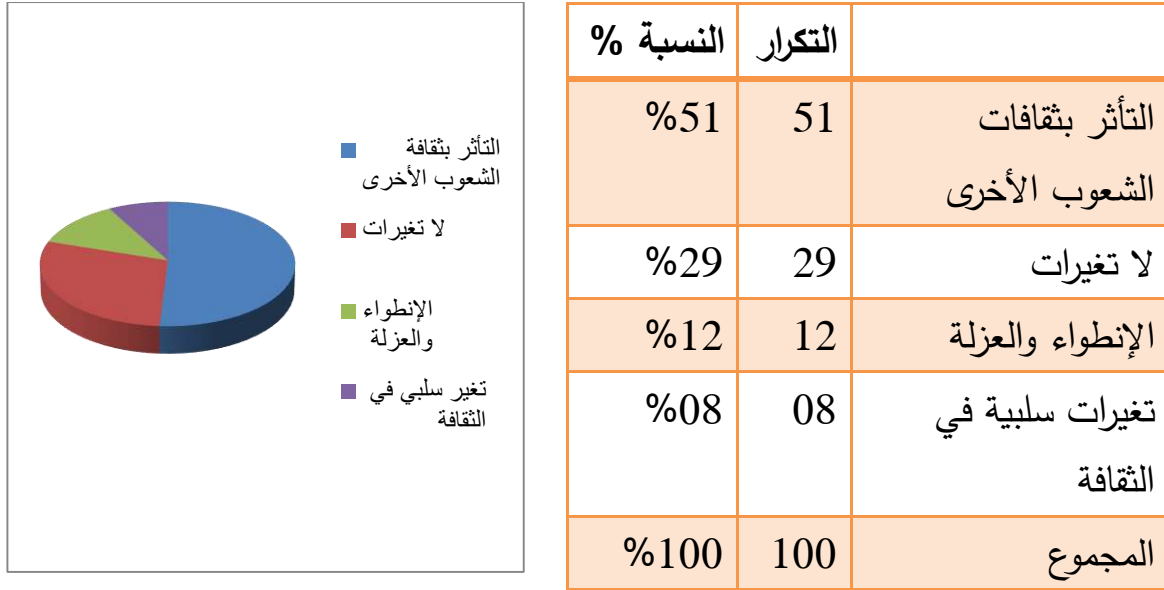 التكرار النسبة %
التأثر بثقافات 51 %51
الشعوب الأخرى
لا تغيرات 29 %29
الإنطواء والعزلة 12 %12
تغيرات سلبية في 08 %08
الثقافة
المجموع 100 %100
التأثر بثقافة
الشعوب الأخرى
لا تغيرات
الإنطواء
والعزلة
تغير سلبي في
الثقافة